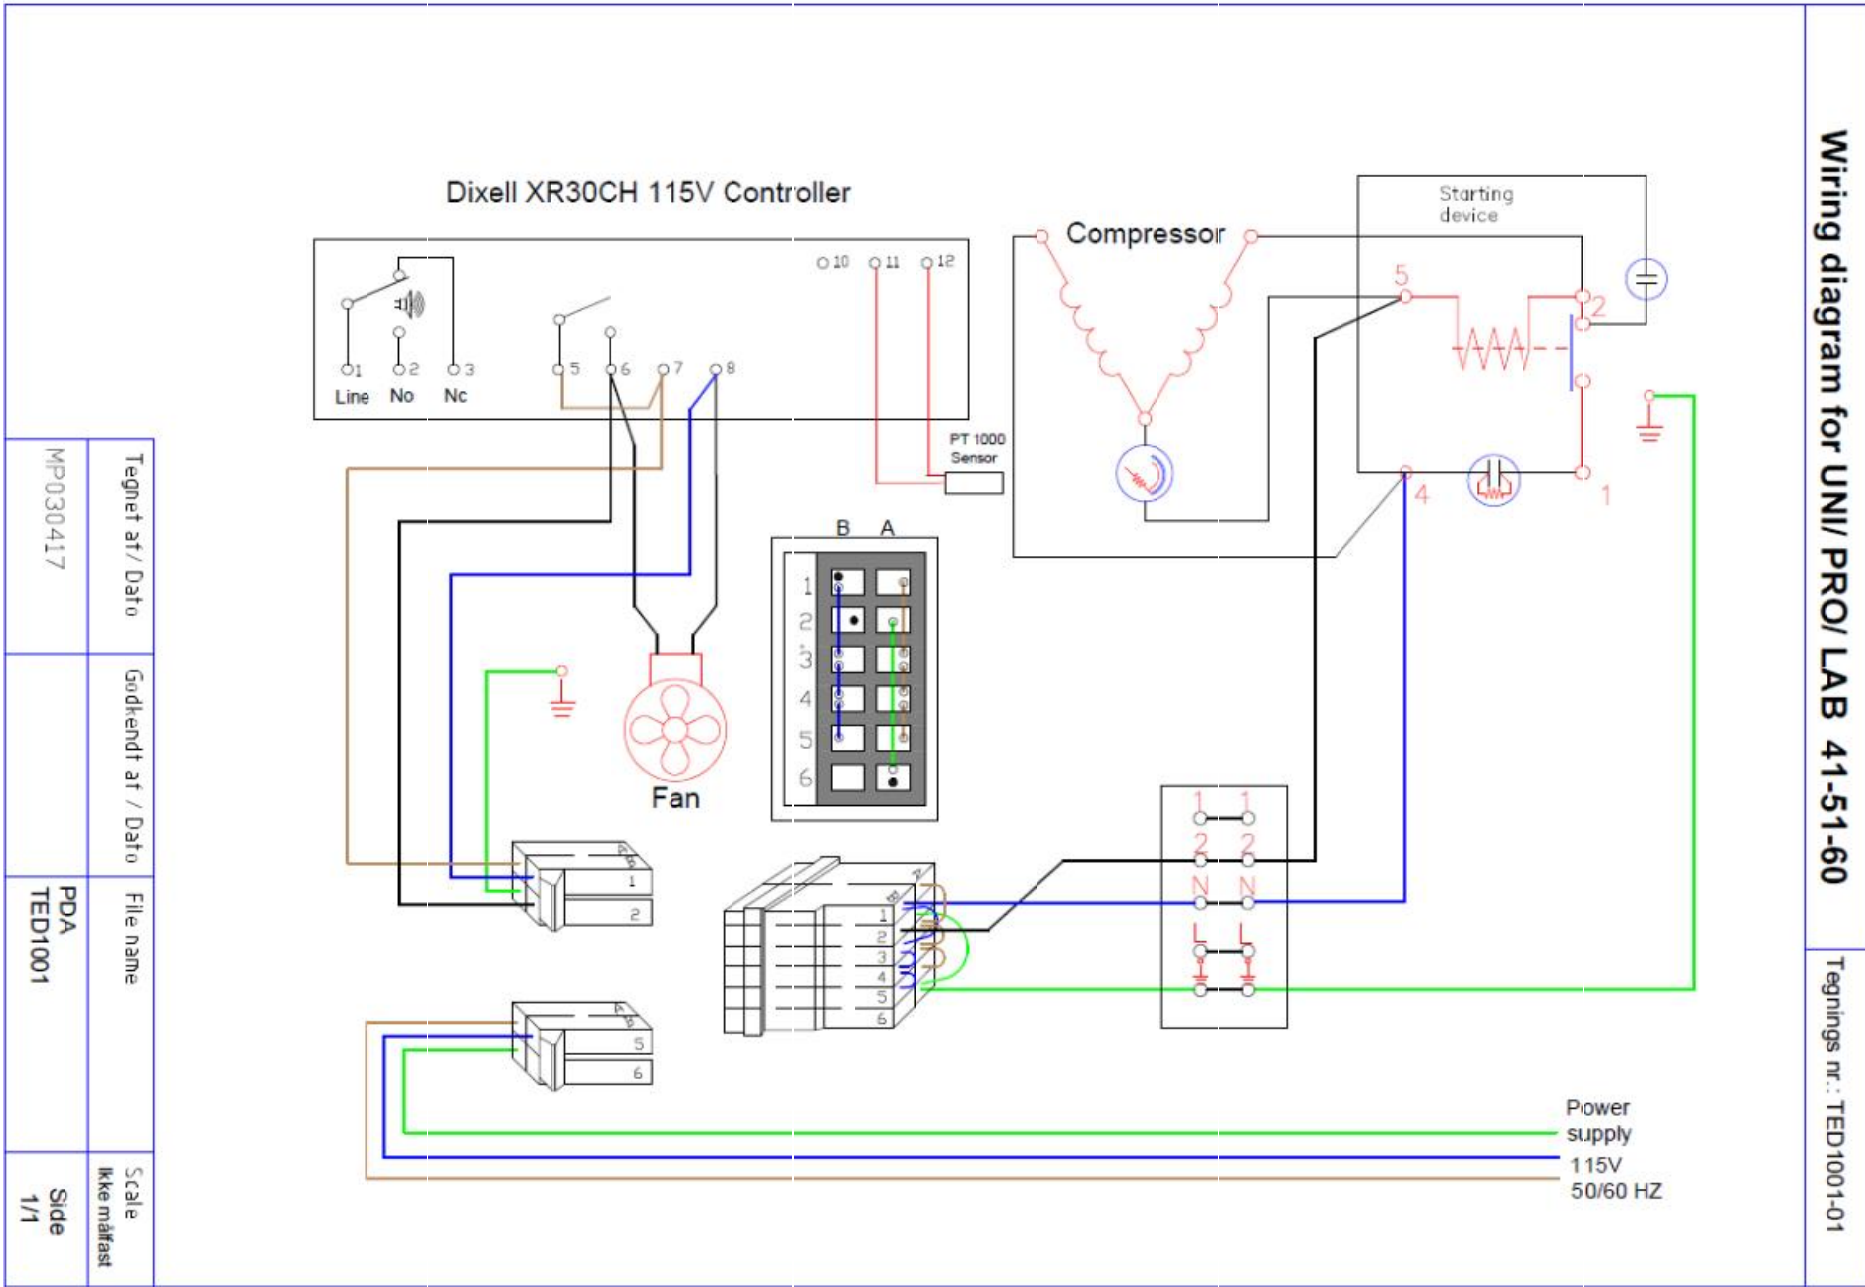 Wiring diagram for UNI/ PRO/ LAB 41-51-60
Tegnings nr.: TED1001-01
Dixell XR30CH 115V Controller
10
11
12
1
2
3
5
6
7
8
Line
No
Nc
PT 1000
Sensor
Compressor
Starting
device
5
2
4
1
B A
1
2
3
4
5
6
Fan
A
B
1
2
A
B
5
6
A
B
1
2
3
4
5
6
1 1
2 2
N N
L L
Power
supply
115V
50/60 HZ
Tegnet af/ Dato
MP030417
Godkendt af / Dato
File name
PDA
TED1001
Scale
Ikke målfast
Side
1/1